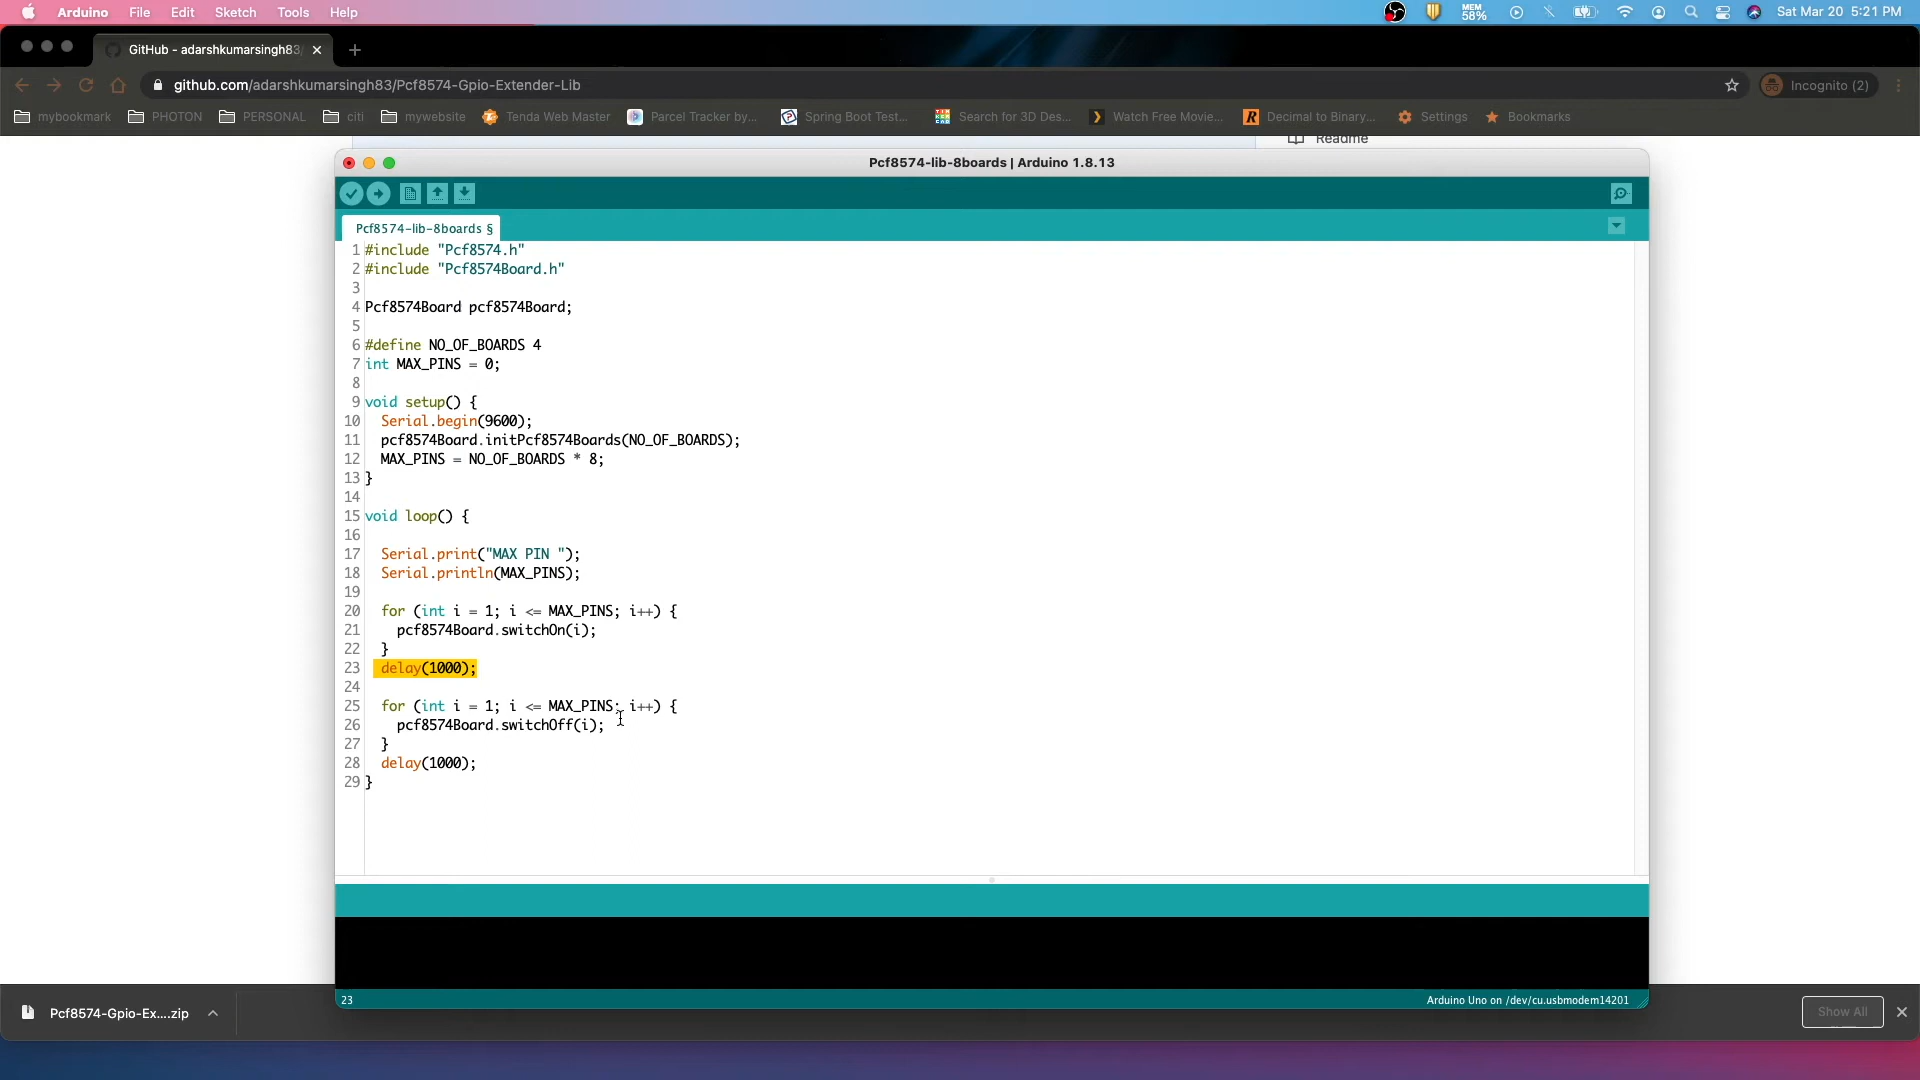 Arduino File Edit Sketch Tools Help
MEM
58%
Sat Mar 20 5:21 PM
GitHub - adarshkumarsingh83
github.com/adarshkumarsingh83/Pcf8574-Gpio-Extender-Lib
Incognito (2)
mybookmark PHOTON PERSONAL citi mywebsite Tenda Web Master Parcel Tracker by... Spring Boot Test... Search for 3D Des... Watch Free Movie... Decimal to Binary... Settings Bookmarks
Readme
Pcf8574-lib-8boards | Arduino 1.8.13
Pcf8574-lib-8boards §
1 #include "Pcf8574.h"
2 #include "Pcf8574Board.h"
3
4 Pcf8574Board pcf8574Board;
5
6 #define NO_OF_BOARDS 4
7 int MAX_PINS = 0;
8
9 void setup() {
10 Serial.begin(9600);
11 pcf8574Board.initPcf8574Boards(NO_OF_BOARDS);
12 MAX_PINS = NO_OF_BOARDS * 8;
13 }
14
15 void loop() {
16
17 Serial.print("MAX PIN ");
18 Serial.println(MAX_PINS);
19
20 for (int i = 1; i <= MAX_PINS; i++) {
21 pcf8574Board.switchOn(i);
22 }
23 delay(1000);
24
25 for (int i = 1; i <= MAX_PINS; i++) {
26 pcf8574Board.switchOff(i);
27 }
28 delay(1000);
29 }
23
Arduino Uno on /dev/cu.usbmodem14201
Pcf8574-Gpio-Ex....zip
Show All